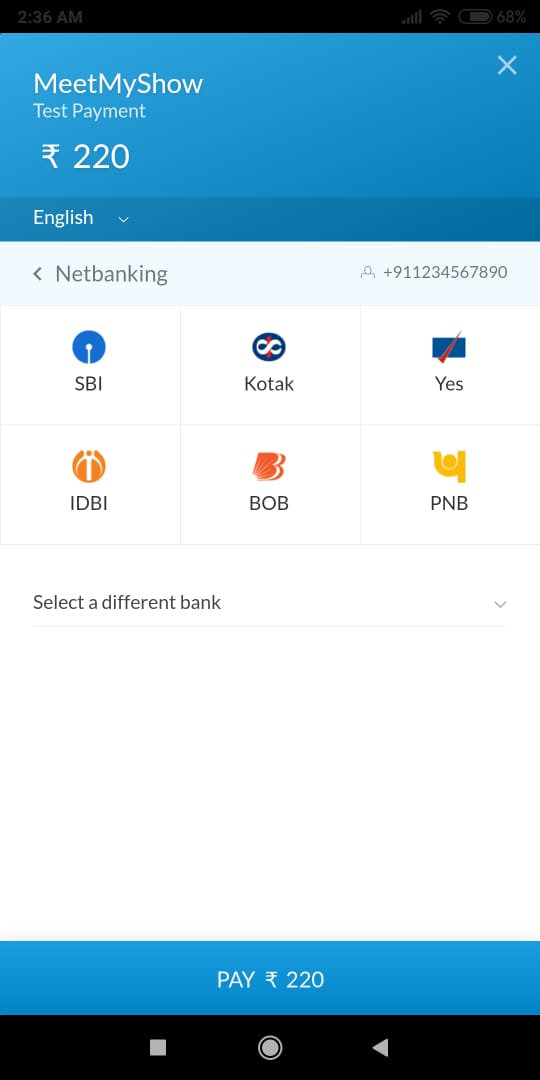 2:36 AM 68%
MeetMyShow
Test Payment
₹ 220
English
Netbanking +911234567890
SBI Kotak Yes
IDBI BOB PNB
Select a different bank
PAY ₹ 220